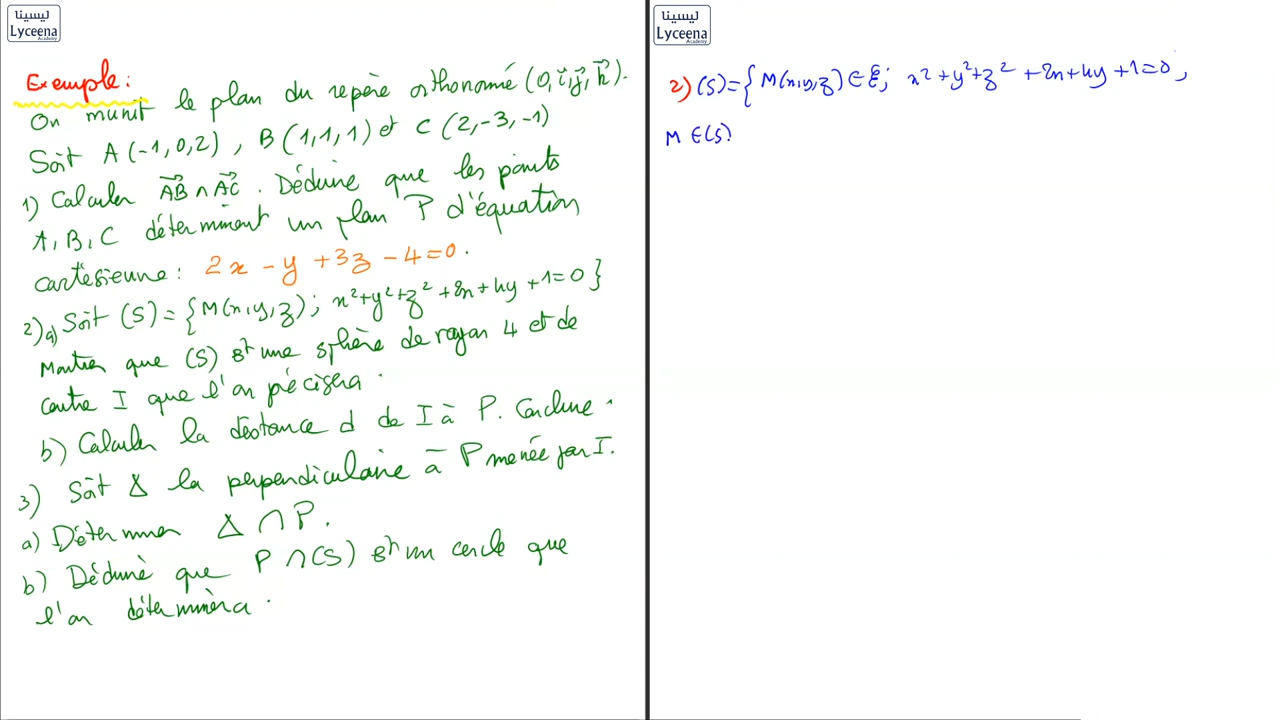 ليسينا
Lyceena
Academy
Exemple:
On munit le plan du repère orthonormé (O,i⃗,j⃗,k⃗).
Soit A(-1,0,2), B(1,1,1) et C(2,-3,-1)
1) Calculer AB⃗ ∧ AC⃗. Déduire que les points
A, B, C déterminent un plan P d'équation
cartésienne: 2x - y + 3z - 4 = 0.
2)a) Soit (S) = {M(x,y,z); x²+y²+z²+8x+4y+1=0}
Montrer que (S) est une sphère de rayon 4 et de
centre I que l'on précisera.
b) Calculer la distance d de I à P. Conclure.
3) Soit Δ la perpendiculaire à P menée par I.
a) Déterminer Δ ∩ P.
b) Déduire que P ∩ (S) est un cercle que
l'on déterminera.
ليسينا
Lyceena
Academy
2) (S) = {M(x,y,z) ∈ ξ; x²+y²+z²+8x+4y+1=0,
M ∈ (S)